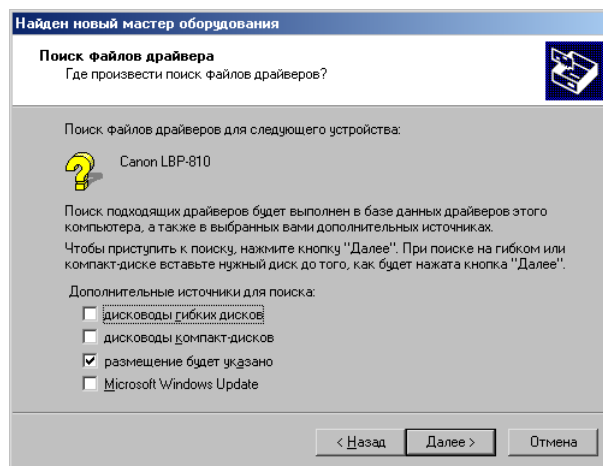 Найден новый мастер оборудования
Поиск файлов драйвера
Где произвести поиск файлов драйверов?
Поиск файлов драйверов для следующего устройства:
Canon LBP-810
Поиск подходящих драйверов будет выполнен в базе данных драйверов этого
компьютера, а также в выбранных вами дополнительных источниках.
Чтобы приступить к поиску, нажмите кнопку "Далее". При поиске на гибком или
компакт-диске вставьте нужный диск до того, как будет нажата кнопка "Далее".
Дополнительные источники для поиска:
дисководы гибких дисков
дисководы компакт-дисков
размещение будет указано
Microsoft Windows Update
< Назад
Далее >
Отмена